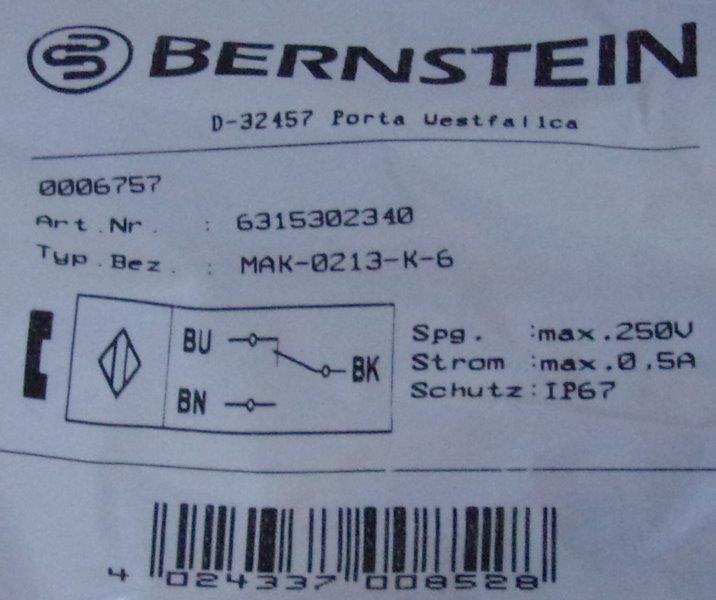 BERNSTEIN
D-32457 Porta Westfalica
0006757
Art.Nr. : 6315302340
Typ.Bez. : MAK-0213-K-6
BU
BK
BN
Spg. :max.250V
Strom :max.0,5A
Schutz:IP67
4 024337 008528